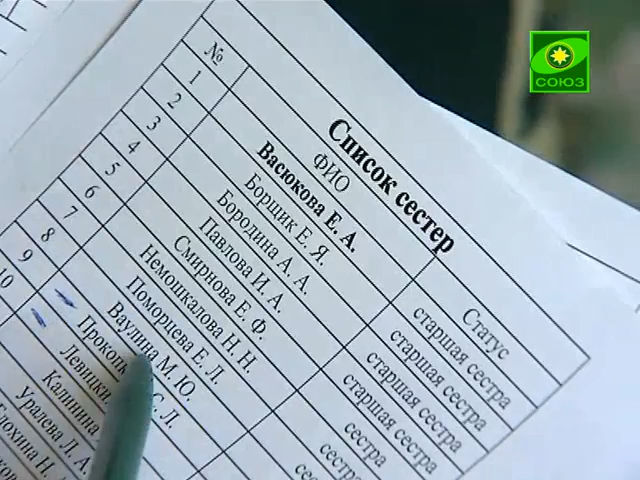 СОЮЗ
Список сестер
№ ФИО Статус
1 Васюкова Е. А. старшая сестра
2 Борщик Е. Я. старшая сестра
3 Бородина А. А. старшая сестра
4 Павлова И. А. старшая сестра
5 Смирнова Е. Ф. сестра
6 Немошкалова Н. Н. сестра
7 Поморцева Е. Л.
8 Ваулина М. Ю.
9 С. Л.
10
Калинина
Уралева Л. А.
Н.